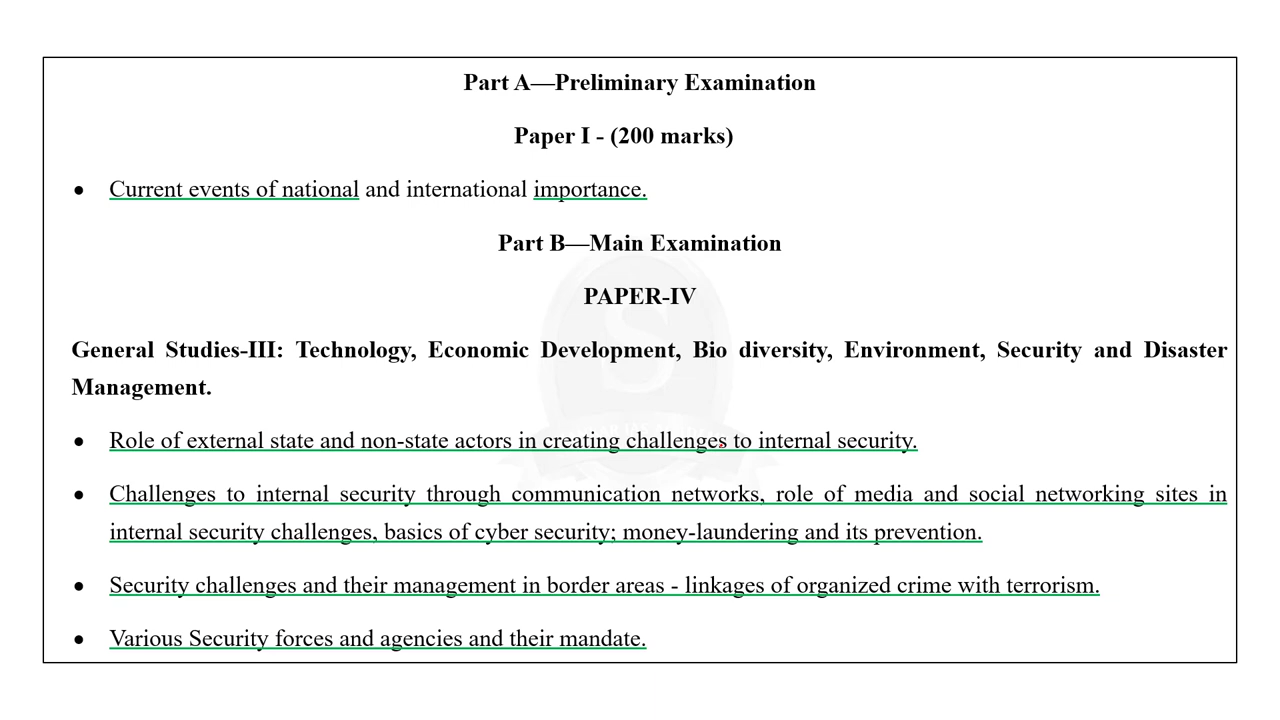 Part A—Preliminary Examination
Paper I - (200 marks)
• Current events of national and international importance.
Part B—Main Examination
PAPER-IV
General Studies-III: Technology, Economic Development, Bio diversity, Environment, Security and Disaster
Management.
• Role of external state and non-state actors in creating challenges to internal security.
• Challenges to internal security through communication networks, role of media and social networking sites in
internal security challenges, basics of cyber security; money-laundering and its prevention.
• Security challenges and their management in border areas - linkages of organized crime with terrorism.
• Various Security forces and agencies and their mandate.